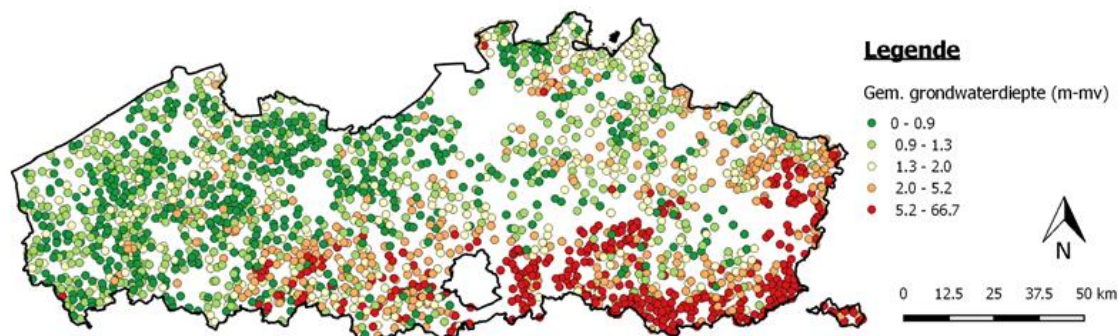 Legende
Gem. grondwaterdiepte (m-mv)
0 - 0.9
0.9 - 1.3
1.3 - 2.0
2.0 - 5.2
5.2 - 66.7
N
0 12.5 25 37.5 50 km